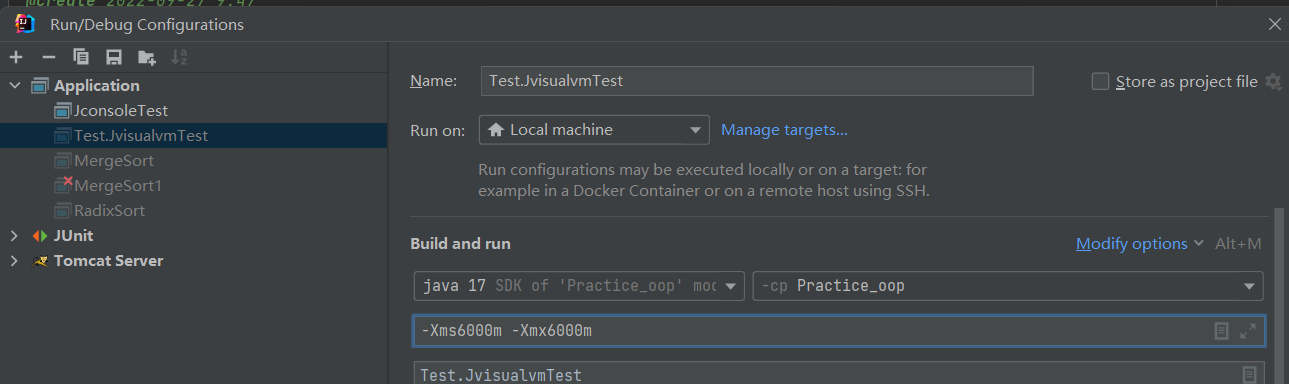 @create 2022-09-27 9:47
Run/Debug Configurations
Application
JconsoleTest
Test.JvisualvmTest
MergeSort
MergeSort1
RadixSort
JUnit
Tomcat Server
Name: Test.JvisualvmTest
Store as project file
Run on: Local machine
Manage targets...
Run configurations may be executed locally or on a target: for
example in a Docker Container or on a remote host using SSH.
Build and run
Modify options Alt+M
java 17 SDK of 'Practice_oop' moc
-cp Practice_oop
-Xms6000m -Xmx6000m
Test.JvisualvmTest